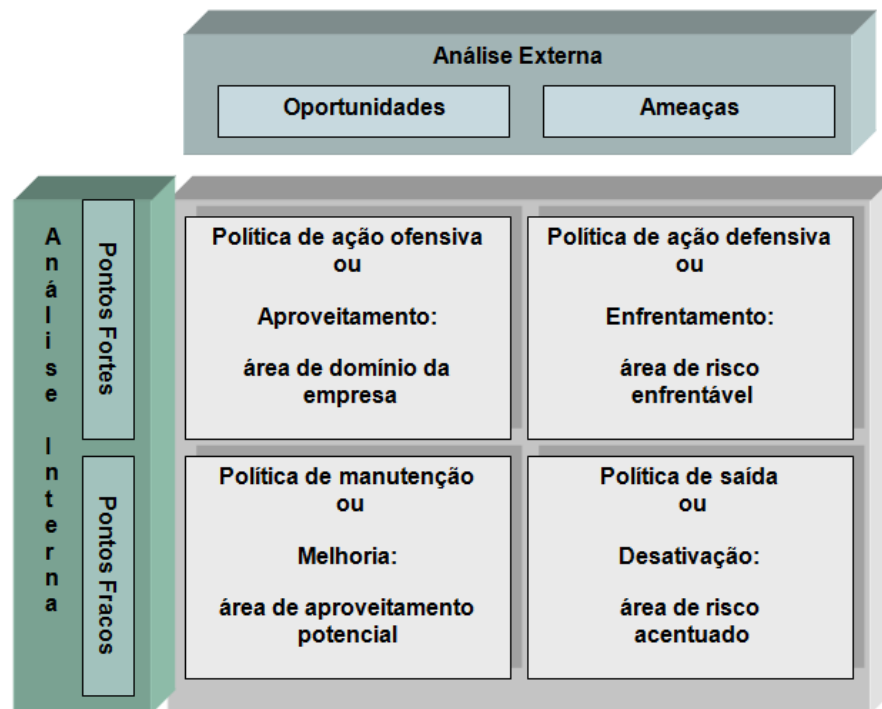 Análise Externa
Oportunidades
Ameaças
Análise Interna
Pontos Fortes
Política de ação ofensiva
ou
Aproveitamento:
área de domínio da
empresa
Política de ação defensiva
ou
Enfrentamento:
área de risco
enfrentável
Pontos Fracos
Política de manutenção
ou
Melhoria:
área de aproveitamento
potencial
Política de saída
ou
Desativação:
área de risco
acentuado